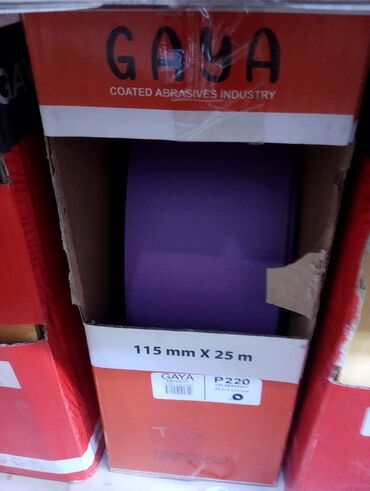 GAYA
COATED ABRASIVES INDUSTRY
115 mm X 25 m
GAYA
P220